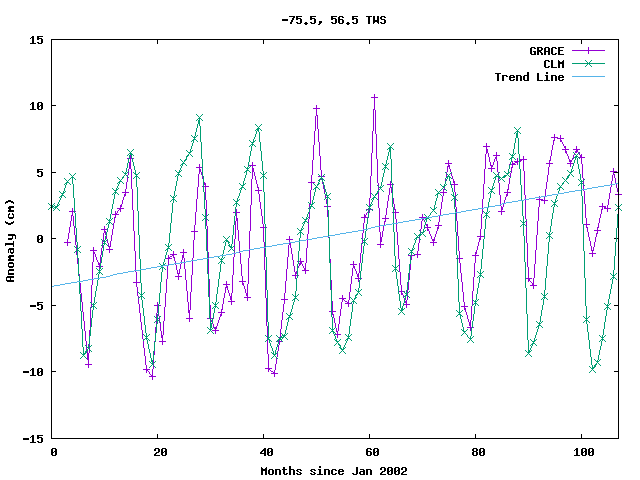 -75.5, 56.5 TWS
15
GRACE
CLM
Trend Line
10
5
0
-5
-10
-15
Anomaly (cm)
0 20 40 60 80 100
Months since Jan 2002